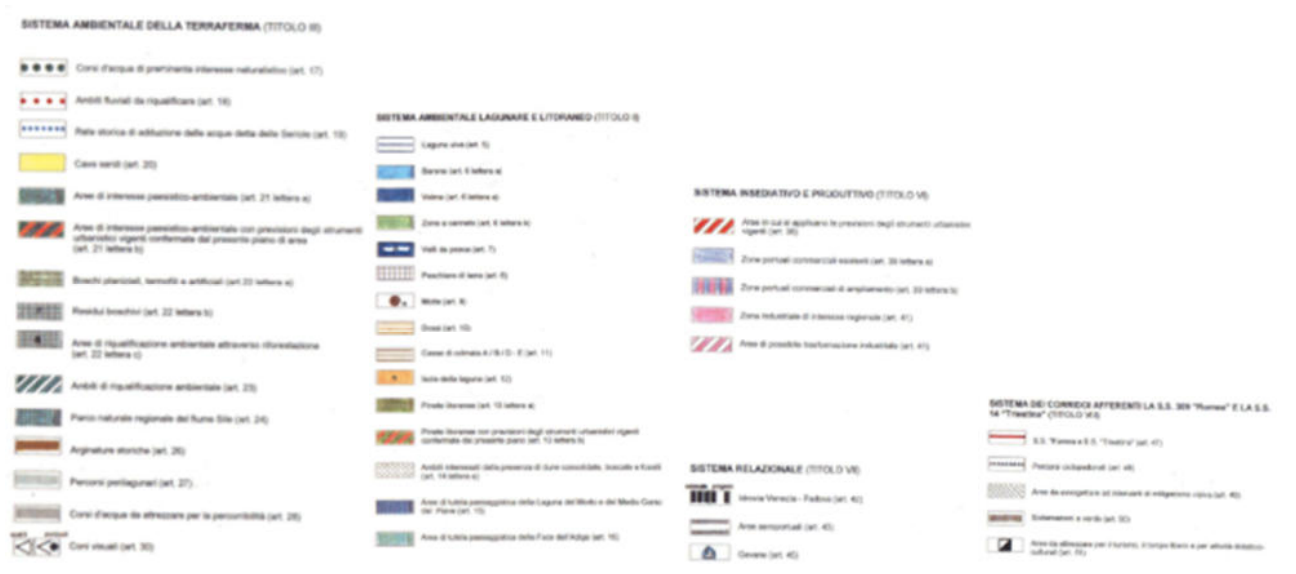 SISTEMA AMBIENTALE DELLA TERRAFERMA (TITOLO III)
Corsi d'acqua di preminente interesse naturalistico (art. 17)
Ambiti fluviali da riqualificare (art. 18)
Rete storica di adduzione delle acque detta delle Seriole (art. 19)
Cave senili (art. 20)
Aree di interesse paesistico-ambientale (art. 21 lettera a)
Aree di interesse paesistico-ambientale con previsioni degli strumenti
urbanistici vigenti confermate dal presente piano di area
(art. 21 lettera b)
Boschi planiziali, termofili e artificiali (art 22 lettera a)
Residui boschivi (art. 22 lettera b)
Aree di riqualificazione ambientale attraverso riforestazione
(art. 22 lettera c)
Ambiti di riqualificazione ambientale (art. 23)
Parco naturale regionale del fiume Sile (art. 24)
Arginature storiche (art. 26)
Percorsi perilagunari (art. 27)
Corsi d'acqua da attrezzare per la percorribilità (art. 28)
Coni visuali (art. 30)
SISTEMA AMBIENTALE LAGUNARE E LITORANEO (TITOLO II)
Laguna viva (art. 5)
Barene (art. 6 lettera a)
Velme (art. 6 lettera a)
Zone a canneto (art. 6 lettera b)
Valli da pesca (art. 7)
Peschiere di terra (art. 8)
Motte (art. 9)
Dossi (art. 10)
Casse di colmata A / B / D - E (art. 11)
Isole della laguna (art. 12)
Pinete litoranee (art. 13 lettera a)
Pinete litoranee con previsioni degli strumenti urbanistici vigenti
confermate dal presente piano (art. 13 lettera b)
Ambiti interessati dalla presenza di dune consolidate, boscate e fossili
(art. 14 lettera a)
Aree di tutela paesaggistica della Laguna del Morto e del Medio Corso
del Piave (art. 15)
Area di tutela paesaggistica della Foce dell'Adige (art. 16)
SISTEMA INSEDIATIVO E PRODUTTIVO (TITOLO VI)
Aree in cui si applicano le previsioni degli strumenti urbanistici
vigenti (art. 38)
Zone portuali commerciali esistenti (art. 39 lettera a)
Zone portuali commerciali di ampliamento (art. 39 lettera b)
Zona industriale di interesse regionale (art. 41)
Aree di possibile trasformazione industriale (art. 41)
SISTEMA RELAZIONALE (TITOLO VII)
Idrovia Venezia - Padova (art. 42)
Aree aeroportuali (art. 43)
Cavane (art. 45)
SISTEMA DEI CORRIDOI AFFERENTI LA S.S. 309 "Romea" E LA S.S.
14 "Triestina" (TITOLO VIII)
S.S. "Romea e S.S. "Triestina" (art. 47)
Percorsi ciclopedonali (art. 48)
Sistemazioni a verde (art. 50)
Aree da attrezzare per il turismo, il tempo libero e per attività didattico-
culturali